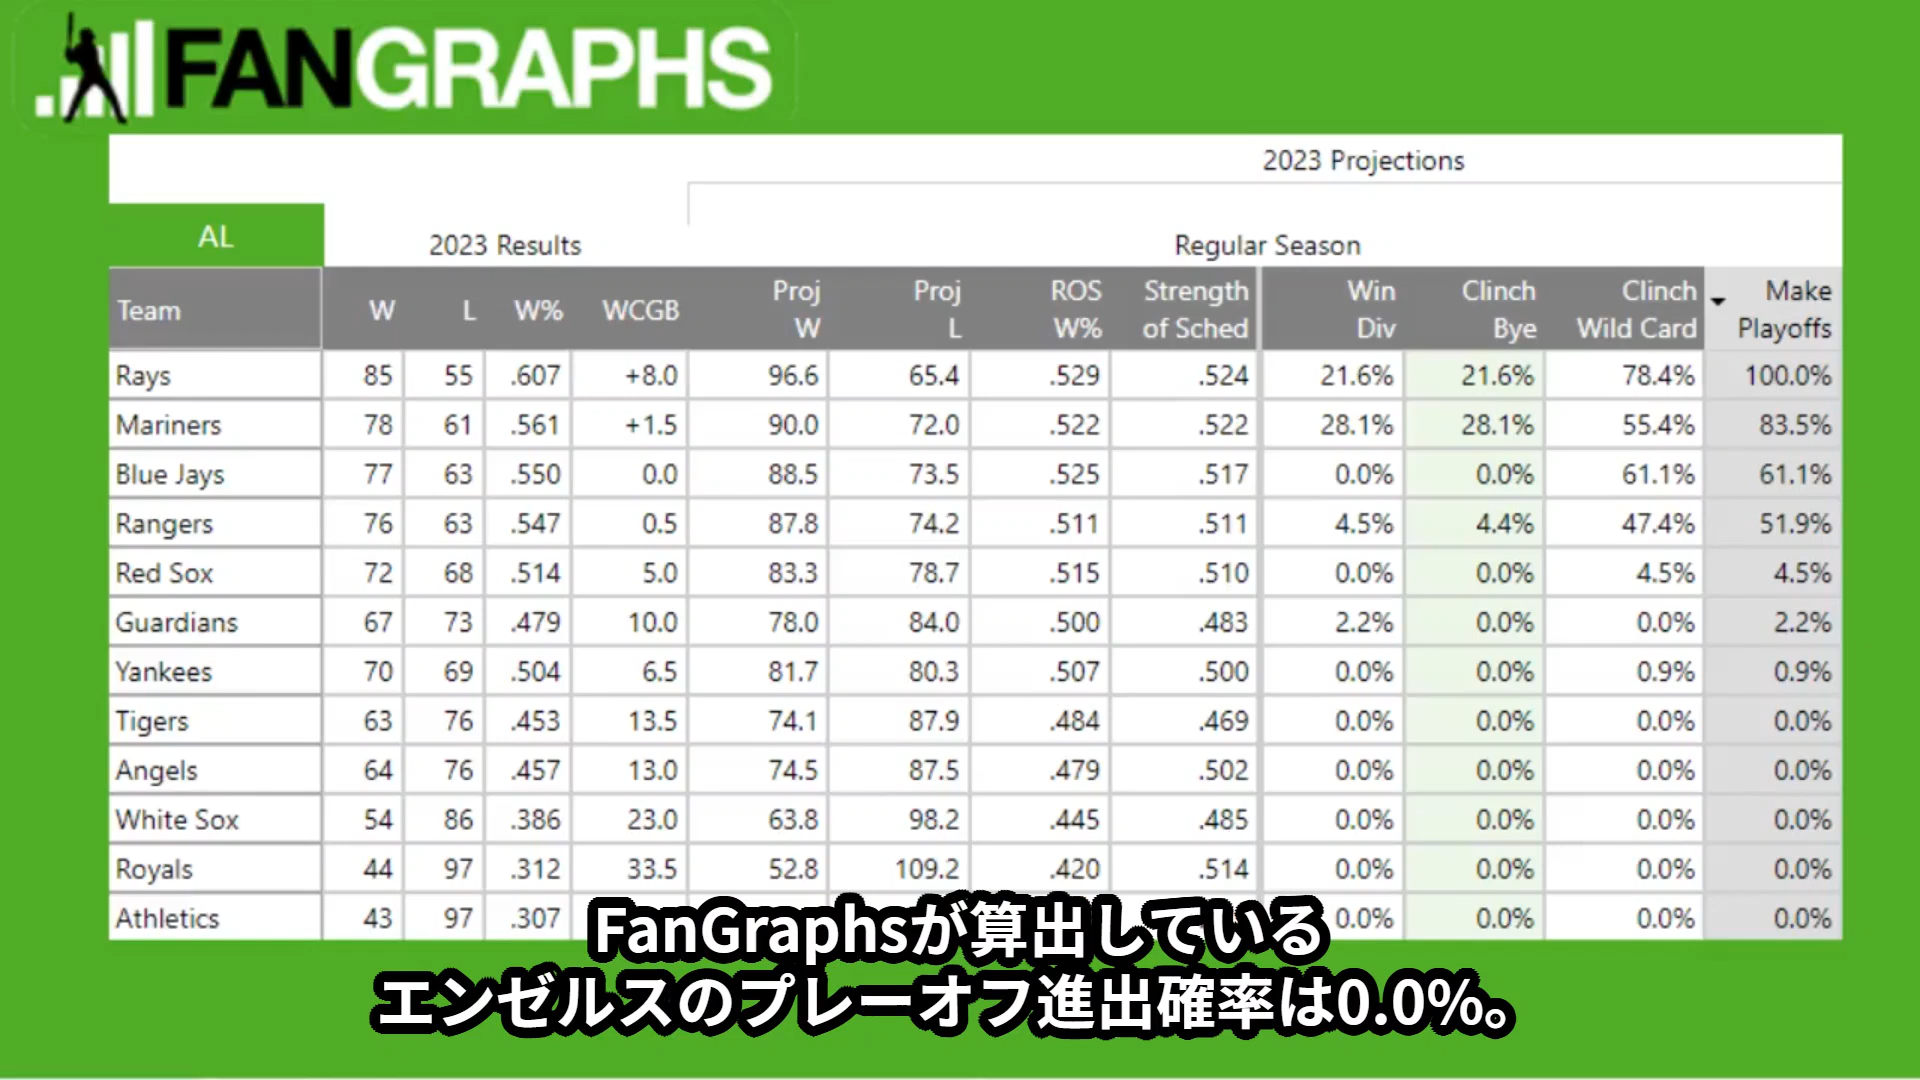 FANGRAPHS
2023 Projections
AL 2023 Results Regular Season
Team W L W% WCGB Proj W Proj L ROS W% Strength of Sched Win Div Clinch Bye Clinch Wild Card Make Playoffs
Rays 85 55 .607 +8.0 96.6 65.4 .529 .524 21.6% 21.6% 78.4% 100.0%
Mariners 78 61 .561 +1.5 90.0 72.0 .522 .522 28.1% 28.1% 55.4% 83.5%
Blue Jays 77 63 .550 0.0 88.5 73.5 .525 .517 0.0% 0.0% 61.1% 61.1%
Rangers 76 63 .547 0.5 87.8 74.2 .511 .511 4.5% 4.4% 47.4% 51.9%
Red Sox 72 68 .514 5.0 83.3 78.7 .515 .510 0.0% 0.0% 4.5% 4.5%
Guardians 67 73 .479 10.0 78.0 84.0 .500 .483 2.2% 0.0% 0.0% 2.2%
Yankees 70 69 .504 6.5 81.7 80.3 .507 .500 0.0% 0.0% 0.9% 0.9%
Tigers 63 76 .453 13.5 74.1 87.9 .484 .469 0.0% 0.0% 0.0% 0.0%
Angels 64 76 .457 13.0 74.5 87.5 .479 .502 0.0% 0.0% 0.0% 0.0%
White Sox 54 86 .386 23.0 63.8 98.2 .445 .485 0.0% 0.0% 0.0% 0.0%
Royals 44 97 .312 33.5 52.8 109.2 .420 .514 0.0% 0.0% 0.0% 0.0%
Athletics 43 97 .307 0.0% 0.0% 0.0% 0.0%
FanGraphsが算出している
エンゼルスのプレーオフ進出確率は0.0%。